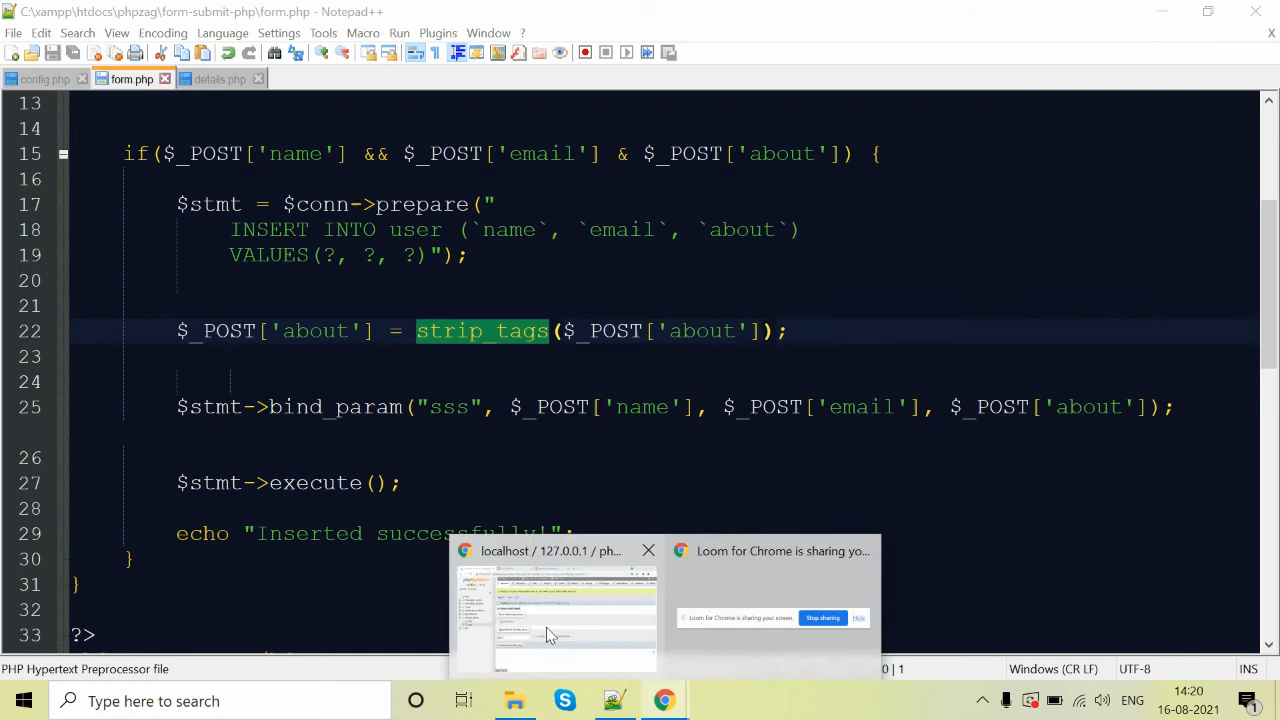 C:\xampp\htdocs\phpzag\form-submit-php\form.php - Notepad++
File Edit Search View Encoding Language Settings Tools Macro Run Plugins Window ?
X
config.php form.php details.php
13
14
15 if($_POST['name'] && $_POST['email'] & $_POST['about']) {
16
17 $stmt = $conn->prepare("
18 INSERT INTO user (`name`, `email`, `about`)
19 VALUES(?, ?, ?)");
20
21
22 $_POST['about'] = strip_tags($_POST['about']);
23
24
25 $stmt->bind_param("sss", $_POST['name'], $_POST['email'], $_POST['about']);
26
27 $stmt->execute();
28
29 echo "Inserted successfully!";
30 }
31 }
32
33 ?>
localhost / 127.0.0.1 / ph...
Loom for Chrome is sharing yo...
Loom for Chrome is sharing your screen. Stop sharing Hide
PHP Hypertext Preprocessor file 0 | 1 Windows (CR LF) UTF-8 INS
Type here to search
ENG
14:20
16-08-2021
1